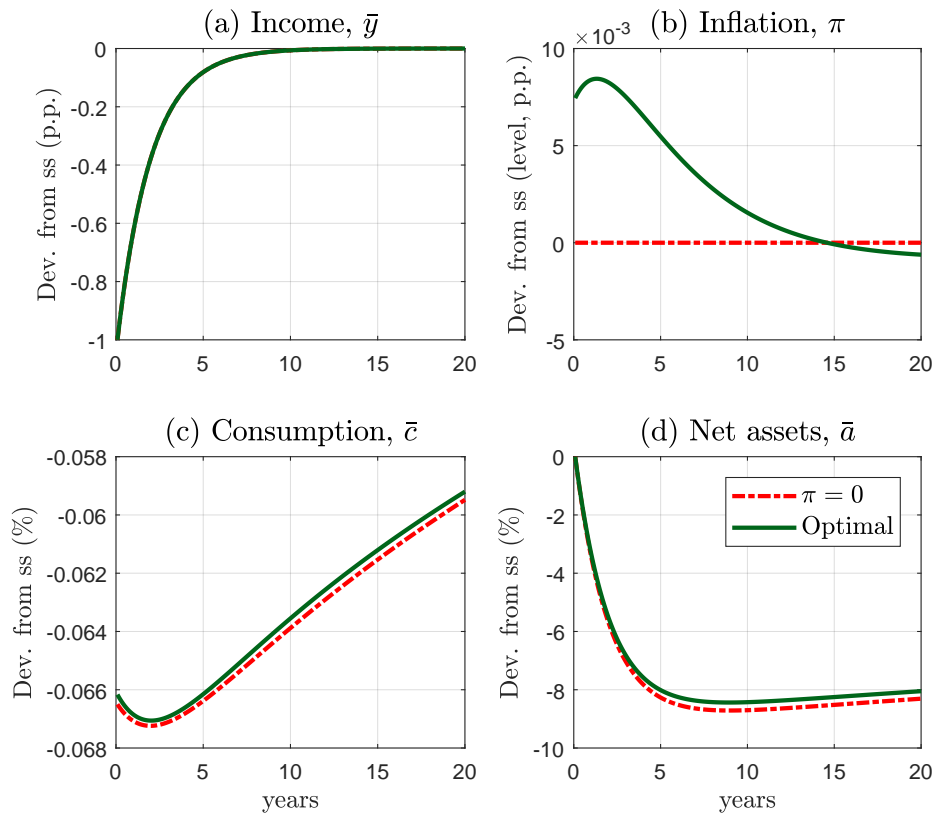 (a) Income, ȳ
Dev. from ss (p.p.)
0
-0.2
-0.4
-0.6
-0.8
-1
0 5 10 15 20
(b) Inflation, π
×10⁻³
Dev. from ss (level, p.p.)
10
5
0
-5
0 5 10 15 20
(c) Consumption, c̄
Dev. from ss (%)
-0.058
-0.06
-0.062
-0.064
-0.066
-0.068
0 5 10 15 20
years
(d) Net assets, ā
Dev. from ss (%)
0
-2
-4
-6
-8
-10
π = 0
Optimal
0 5 10 15 20
years